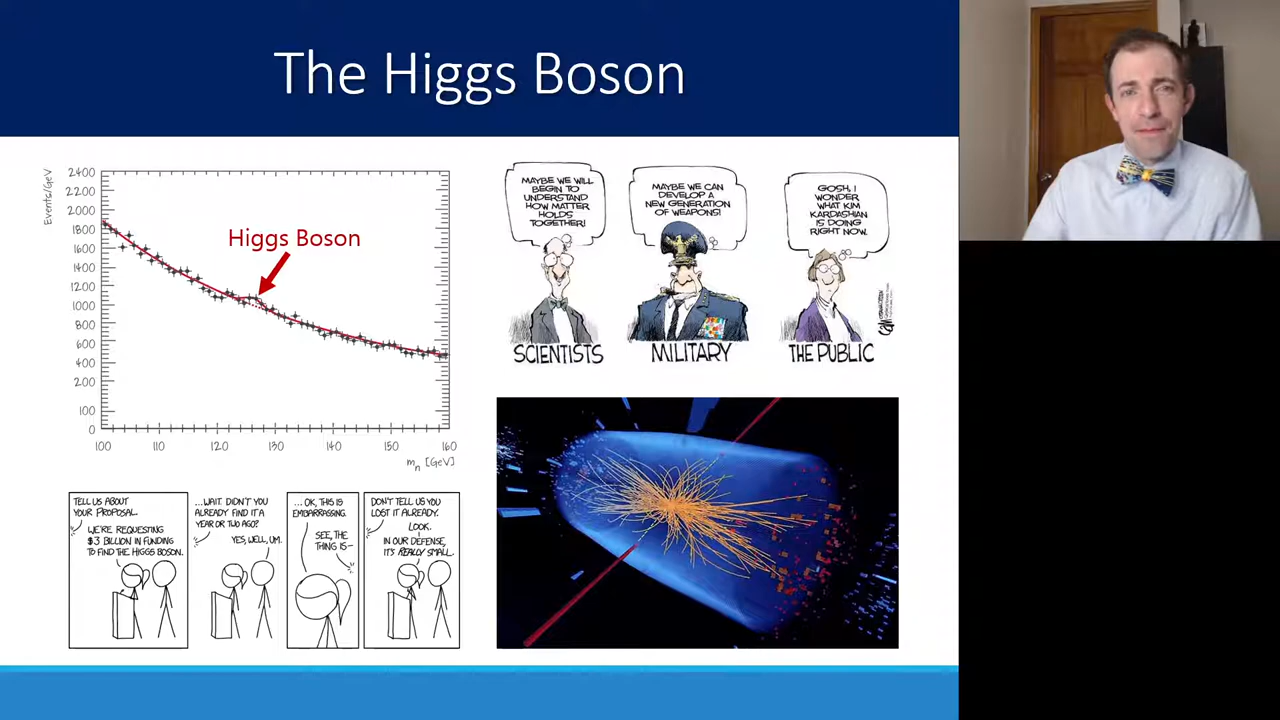 The Higgs Boson
Events/GeV
2400
2200
2000
1800
1600
1400
1200
1000
800
600
400
200
100
0
Higgs Boson
100
110
120
130
140
150
160
[GeV]
MAYBE WE WILL
BEGIN TO
UNDERSTAND
HOW MATTER
HOLDS
TOGETHER!
SCIENTISTS
MAYBE WE CAN
DEVELOP A
NEW GENERATION
OF WEAPONS!
MILITARY
GOSH, I
WONDER
WHAT KIM
KARDASHIAN
IS DOING
RIGHT NOW.
THE PUBLIC
TELL US ABOUT
YOUR PROPOSAL.
WE'RE REQUESTING
$3 BILLION IN FUNDING
TO FIND THE HIGGS BOSON.
...WAIT. DIDN'T YOU
ALREADY FIND IT A
YEAR OR TWO AGO?
YES, WELL, UM.
...OK, THIS IS
EMBARRASSING.
SEE, THE
THING IS—
DON'T TELL US YOU
LOST IT ALREADY.
LOOK.
IN OUR DEFENSE,
IT'S REALLY SMALL.